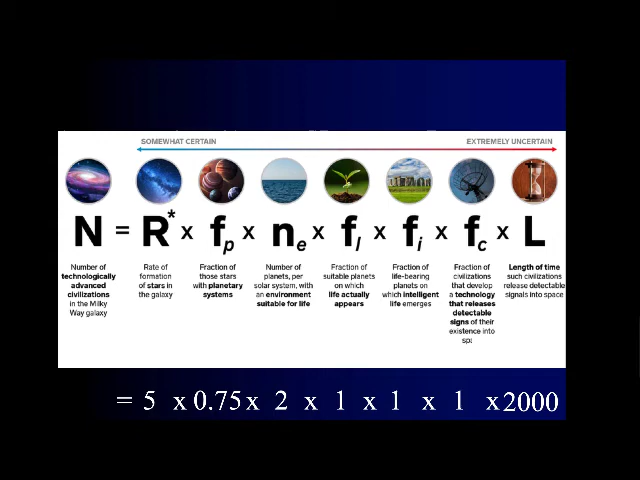 SOMEWHAT CERTAIN EXTREMELY UNCERTAIN
N = R* x fp x ne x fl x fi x fc x L
Number of
technologically
advanced
civilizations
in the Milky
Way galaxy
Rate of
formation
of stars in
the galaxy
Fraction of
those stars
with planetary
systems
Number of
planets, per
solar system, with
an environment
suitable for life
Fraction of
suitable planets
on which
life actually
appears
Fraction of
life-bearing
planets on
which intelligent
life emerges
Fraction of
civilizations
that develop
a technology
that releases
detectable
signs of their
existence into
Length of time
such civilizations
release detectable
signals into space
= 5 x 0.75 x 2 x 1 x 1 x 1 x 2000